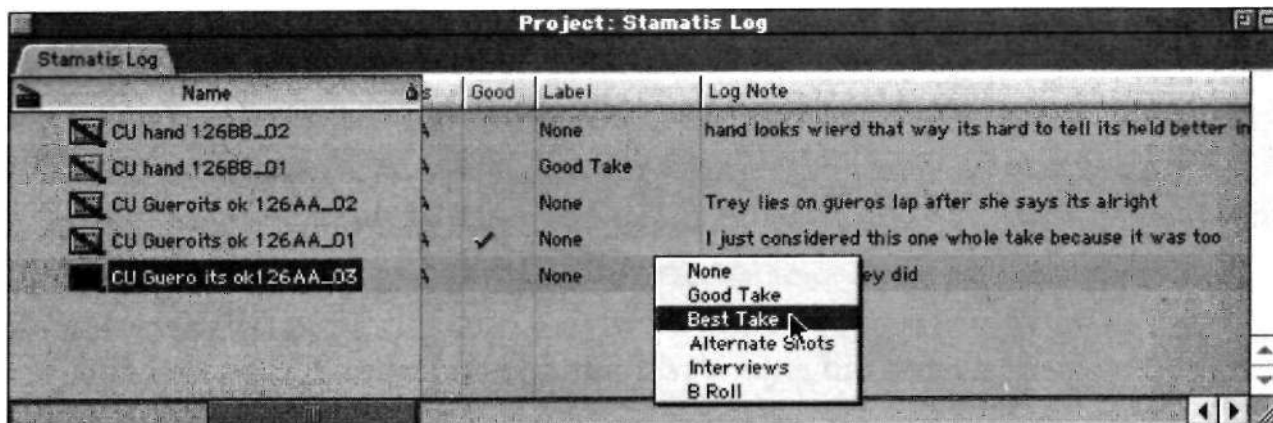 Project: Stamatis Log
Stamatis Log
Name s Good Label Log Note
CU hand 126BB_02 A None hand looks wierd that way its hard to tell its held better in
CU hand 126BB_01 A Good Take
CU Gueroits ok 126AA_02 A None Trey lies on gueros lap after she says its alright
CU Gueroits ok 126AA_01 A ✓ None I just considered this one whole take because it was too
CU Guero its ok126AA_03 A None ey did
None
Good Take
Best Take
Alternate Shots
Interviews
B Roll